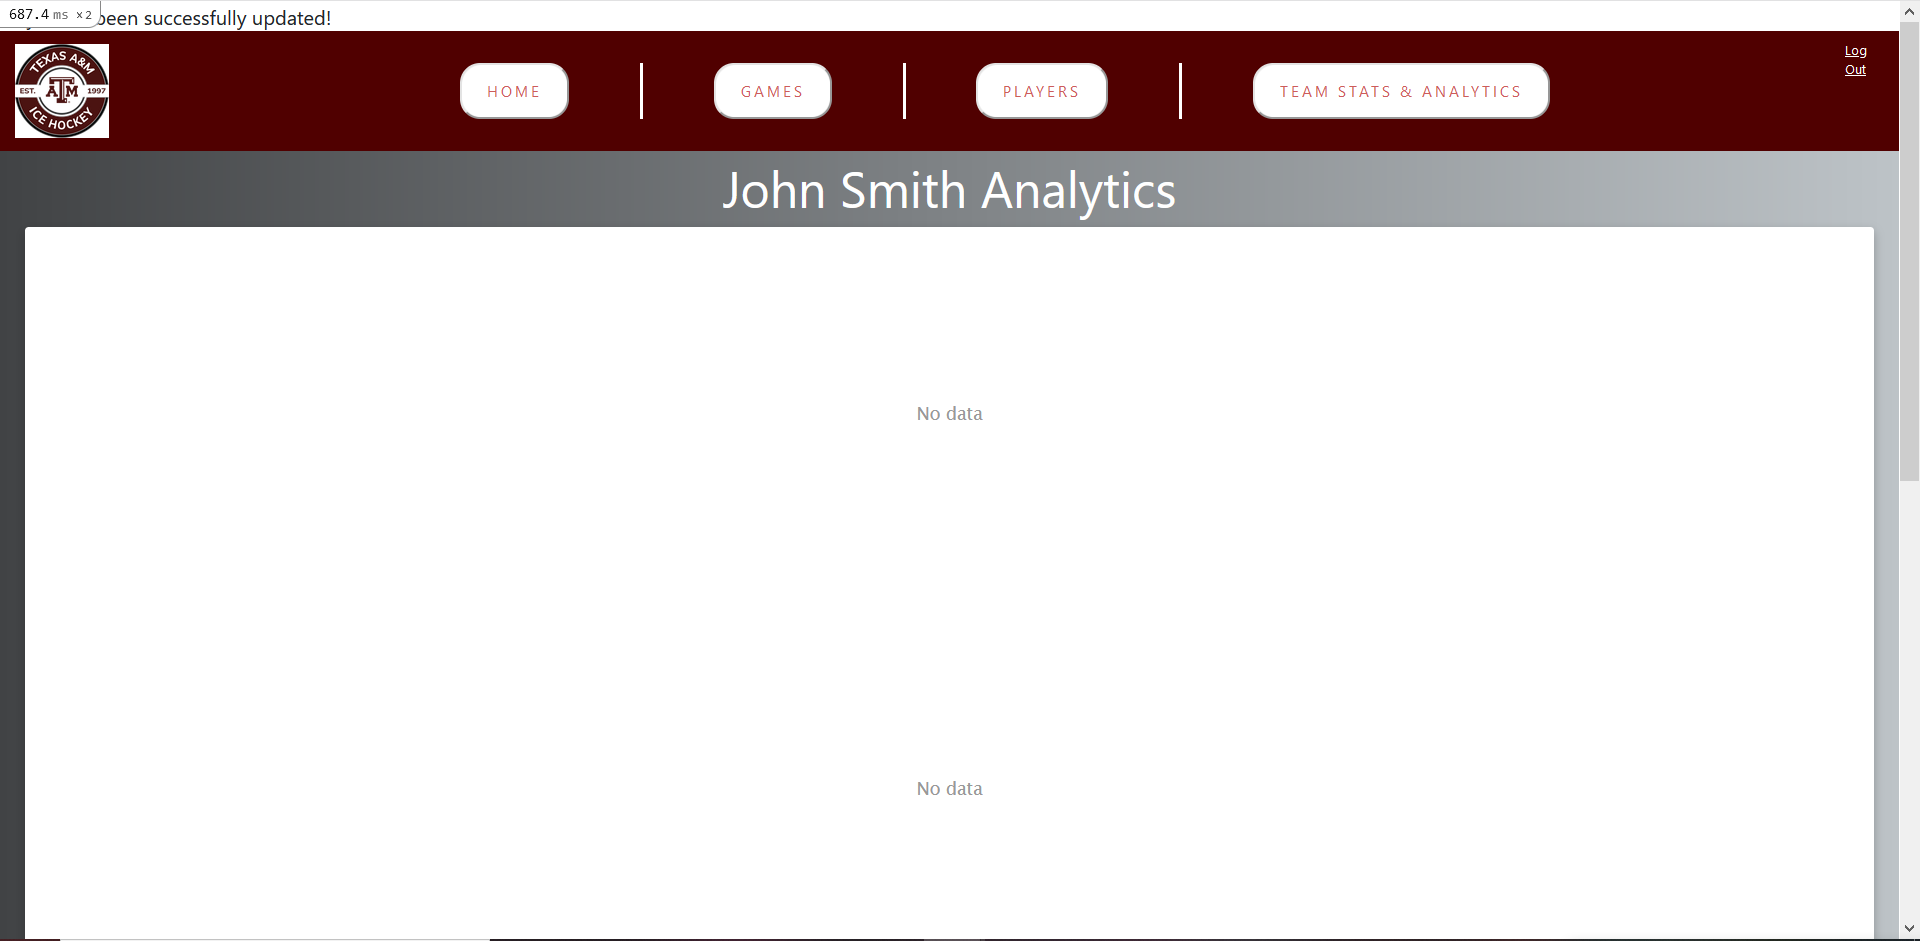 687.4 ms ×2
been successfully updated!
TEXAS A&M
EST. ATM 1997
ICE HOCKEY
HOME
GAMES
PLAYERS
TEAM STATS & ANALYTICS
Log
Out
John Smith Analytics
No data
No data